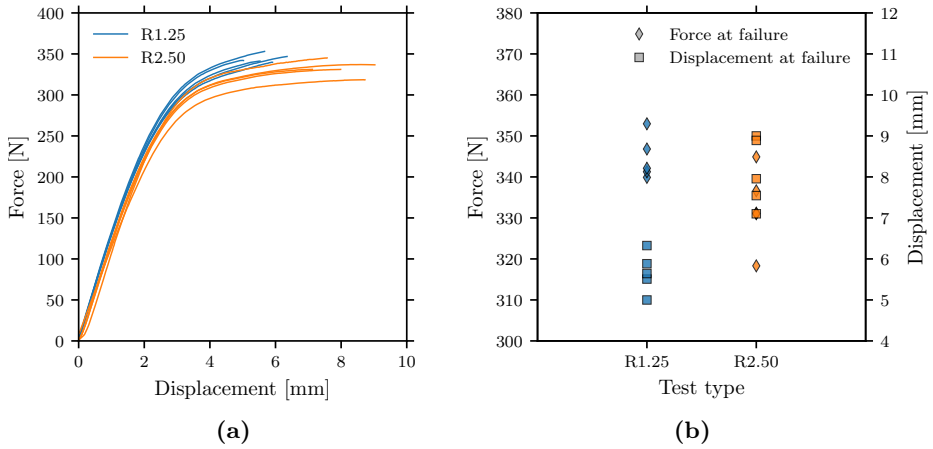 400
350
300
250
200
150
100
50
0
Force [N]
R1.25
R2.50
0 2 4 6 8 10
Displacement [mm]
(a)
380
370
360
350
340
330
320
310
300
Force [N]
Force at failure
Displacement at failure
12
11
10
9
8
7
6
5
4
Displacement [mm]
R1.25 R2.50
Test type
(b)